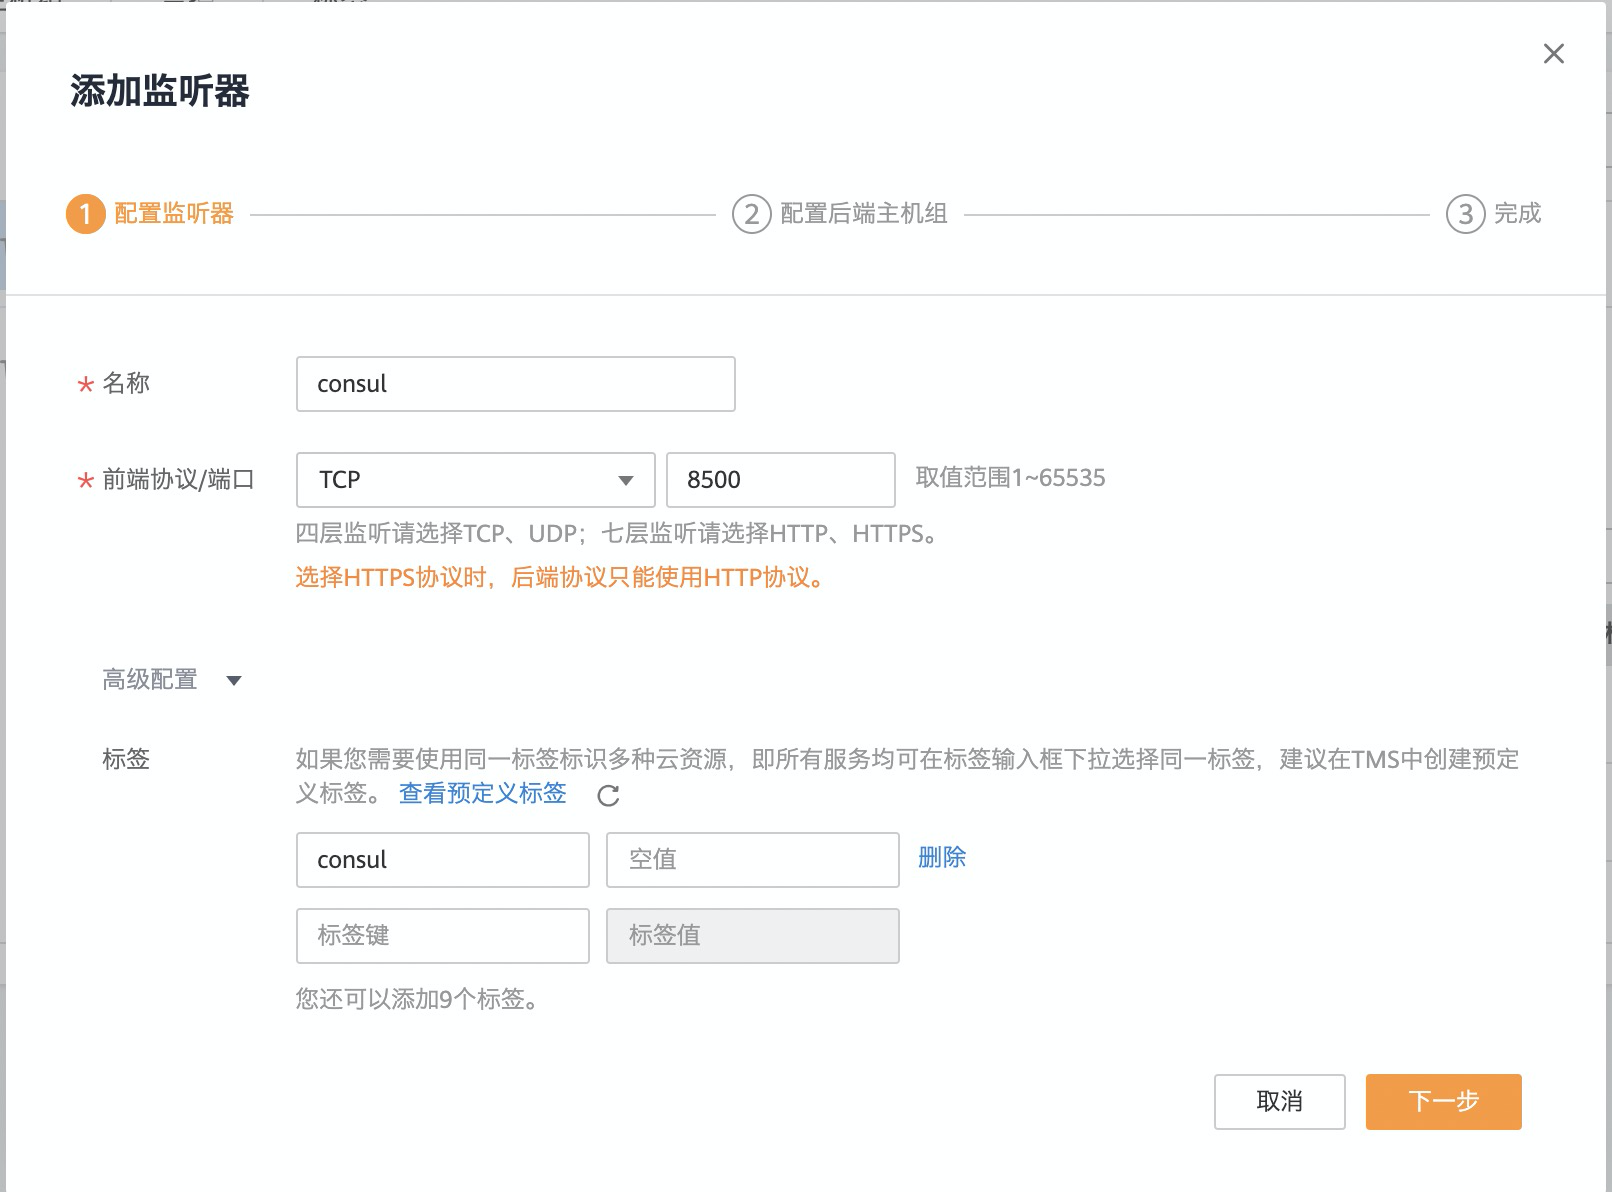 添加监听器
1 配置监听器
2 配置后端主机组
3 完成
* 名称 consul
* 前端协议/端口 TCP 8500 取值范围1~65535
四层监听请选择TCP、UDP；七层监听请选择HTTP、HTTPS。
选择HTTPS协议时，后端协议只能使用HTTP协议。
高级配置
标签 如果您需要使用同一标签标识多种云资源，即所有服务均可在标签输入框下拉选择同一标签，建议在TMS中创建预定
义标签。 查看预定义标签
consul 空值 删除
标签键 标签值
您还可以添加9个标签。
取消 下一步